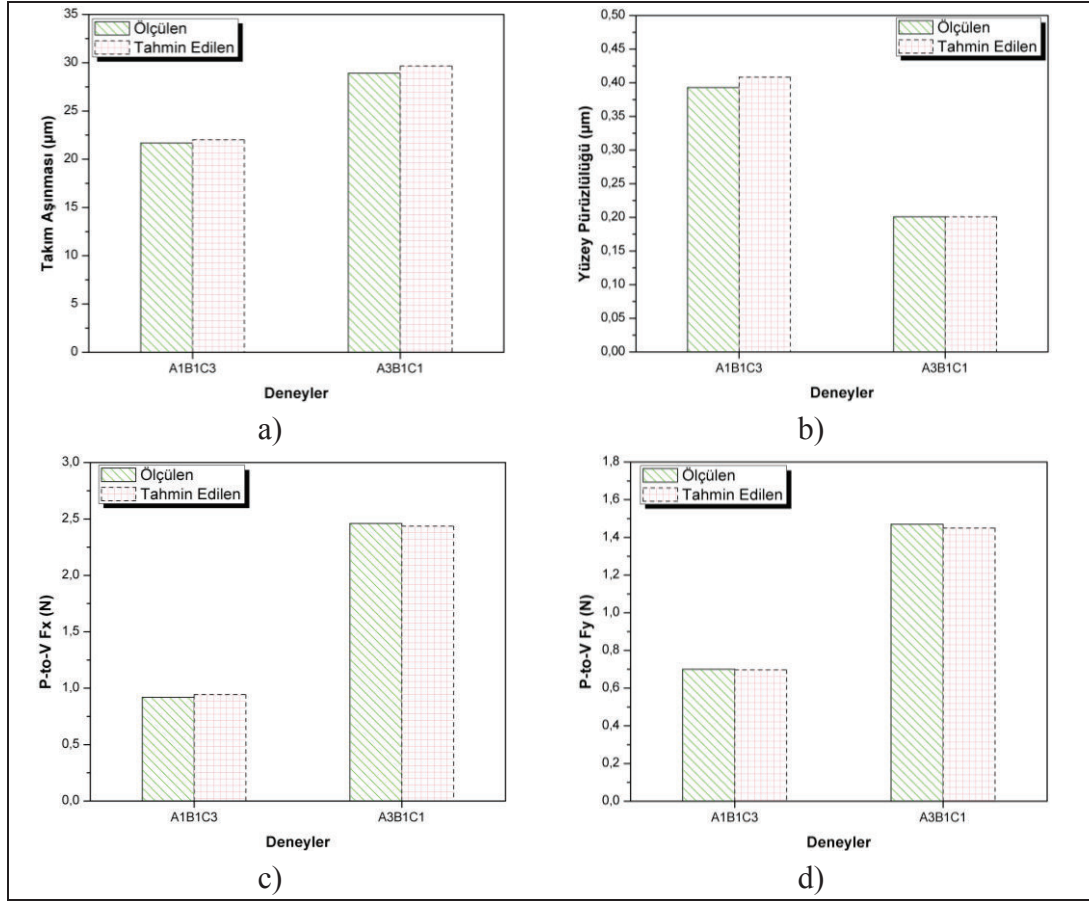 35
30
25
20
15
10
5
0
Takım Aşınması (µm)
Ölçülen
Tahmin Edilen
A1B1C3
A3B1C1
Deneyler
a)
0,50
0,45
0,40
0,35
0,30
0,25
0,20
0,15
0,10
0,05
0,00
Yüzey Pürüzlülüğü (µm)
Ölçülen
Tahmin Edilen
A1B1C3
A3B1C1
Deneyler
b)
3,0
2,5
2,0
1,5
1,0
0,5
0,0
P-to-V Fx (N)
Ölçülen
Tahmin Edilen
A1B1C3
A3B1C1
Deneyler
c)
1,8
1,6
1,4
1,2
1,0
0,8
0,6
0,4
0,2
0,0
P-to-V Fy (N)
Ölçülen
Tahmin Edilen
A1B1C3
A3B1C1
Deneyler
d)